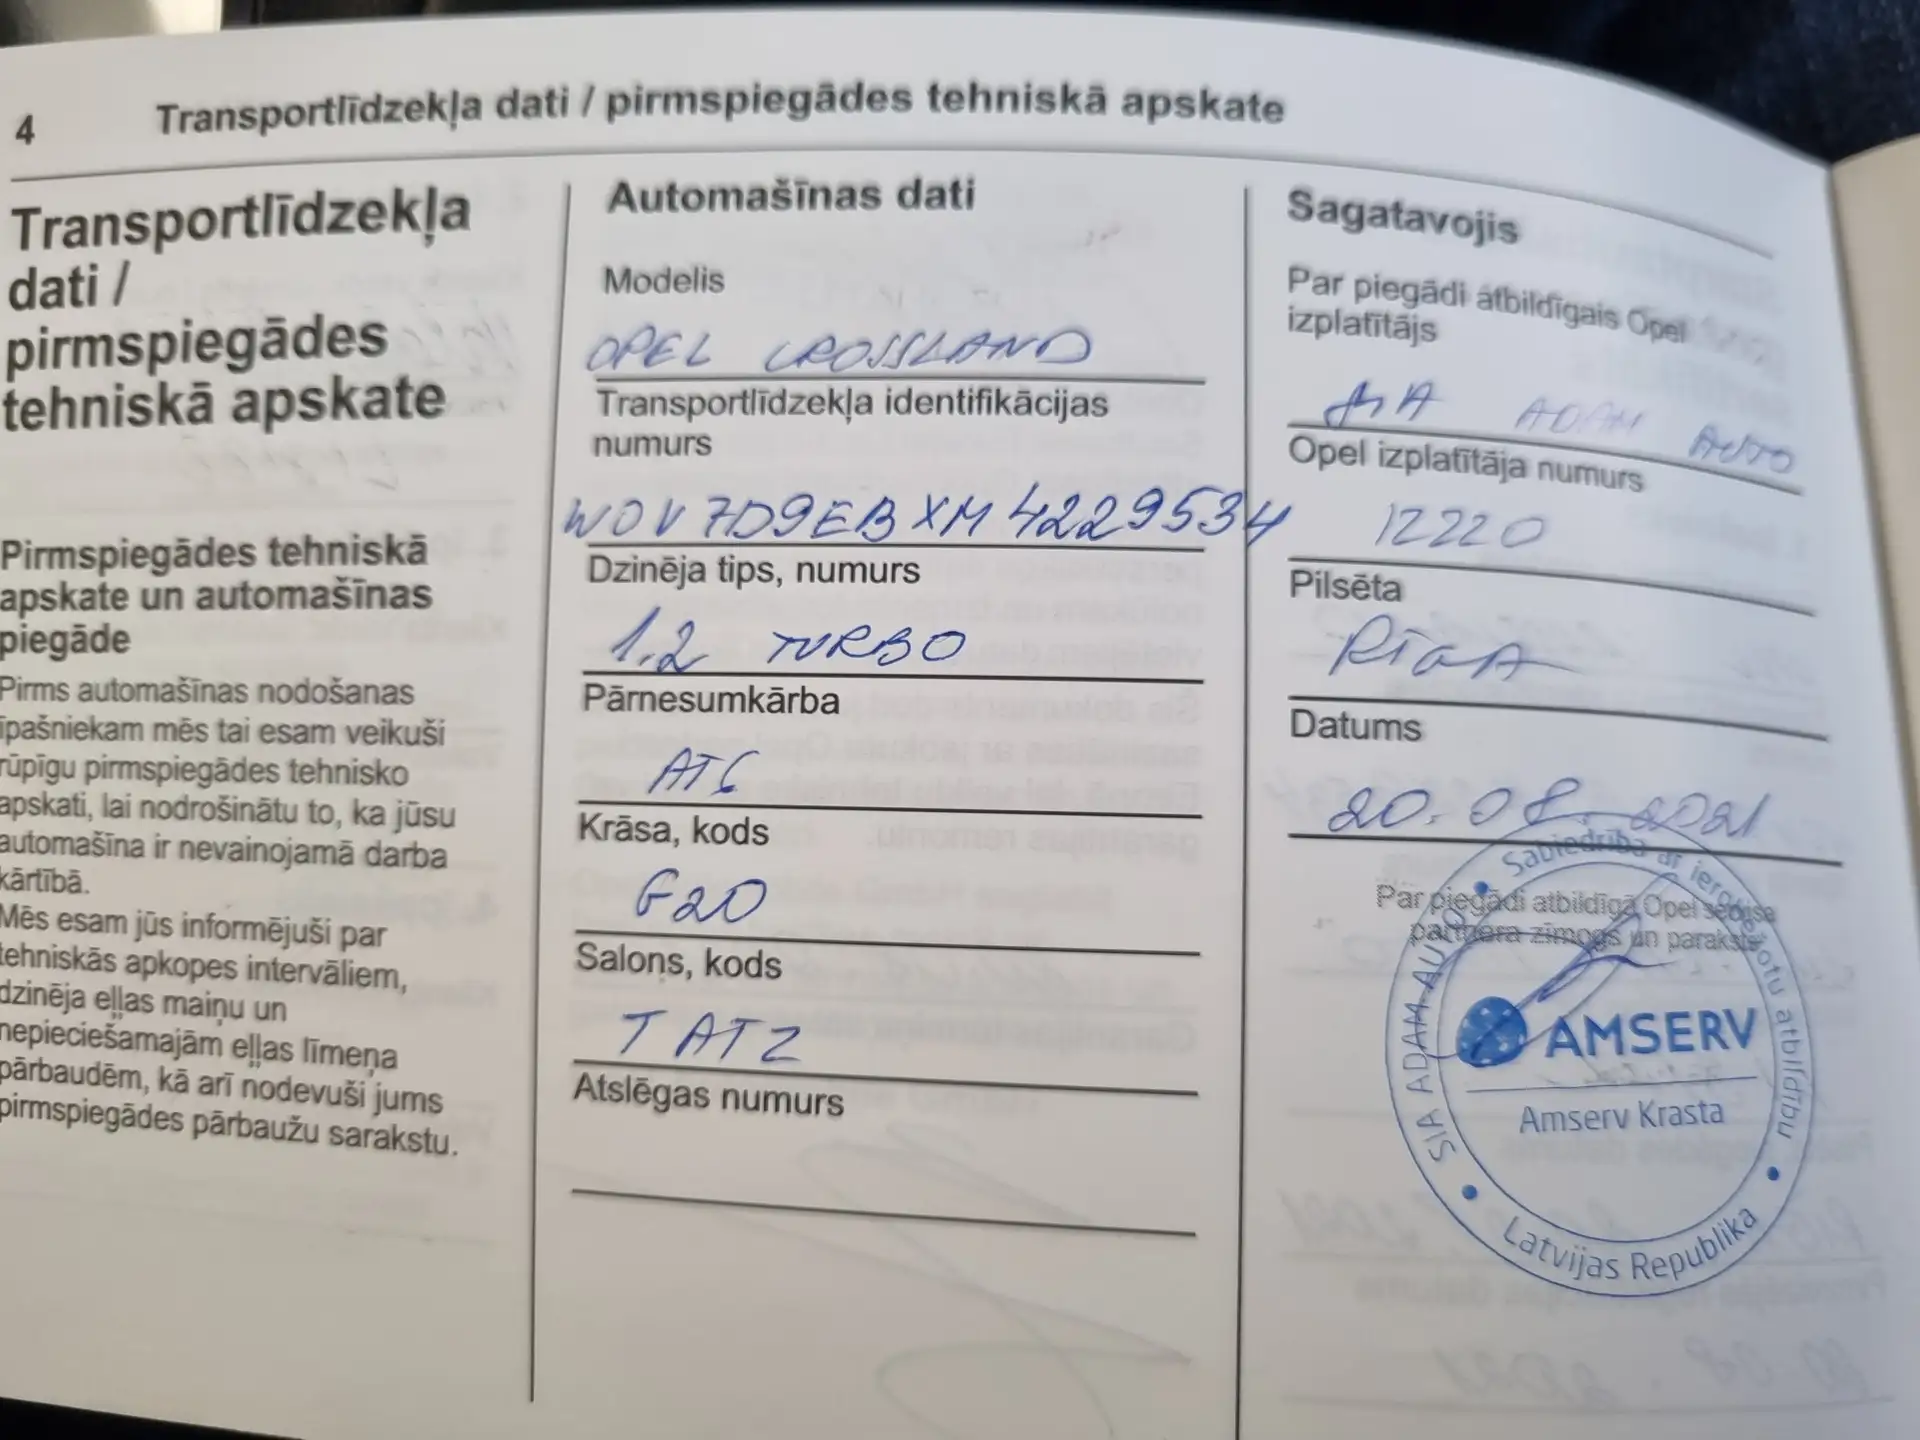 4 Transportlīdzekļa dati / pirmspiegādes tehniskā apskate
Transportlīdzekļa
dati /
pirmspiegādes
tehniskā apskate
Pirmspiegādes tehniskā
apskate un automašīnas
piegāde
Pirms automašīnas nodošanas
īpašniekam mēs tai esam veikuši
rūpīgu pirmspiegādes tehnisko
apskati, lai nodrošinātu to, ka jūsu
automašīna ir nevainojamā darba
kārtībā.
Mēs esam jūs informējuši par
tehniskās apkopes intervāliem,
dzinēja eļļas maiņu un
nepieciešamajām eļļas līmeņa
pārbaudēm, kā arī nodevuši jums
pirmspiegādes pārbaužu sarakstu.
Automašīnas dati
Modelis
OPEL CROSSLAND
Transportlīdzekļa identifikācijas
numurs
W0V7D9EBXM4229534
Dzinēja tips, numurs
1.2 TURBO
Pārnesumkārba
AT6
Krāsa, kods
G20
Salons, kods
TATZ
Atslēgas numurs
Sagatavojis
Par piegādi atbildīgais Opel
izplatītājs
SIA ADAM AUTO
Opel izplatītāja numurs
12220
Pilsēta
RĪGA
Datums
20.08.2021
Par piegādi atbildīgā Opel servisa
partnera zīmogs un paraksts
Sabiedrība ar ierobežotu atbildību
SIA ADAM AUTO
AMSERV
Amserv Krasta
Latvijas Republika